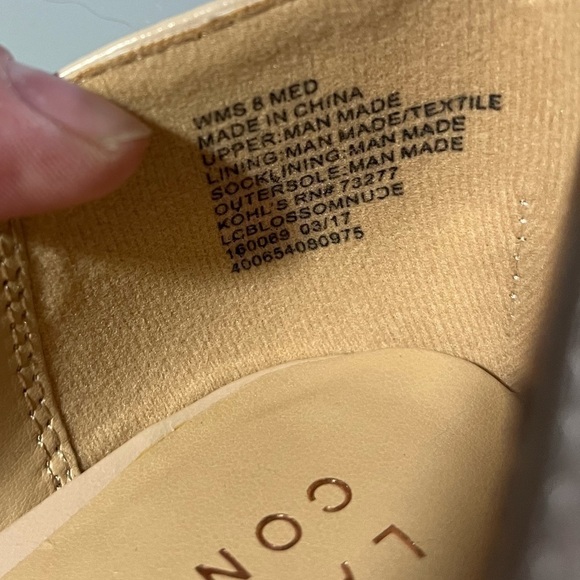 WMS 8 MED
MADE IN CHINA
UPPER:MAN MADE/TEXTILE
LINING:MAN MADE
SOCKLINING:MAN MADE
OUTERSOLE:MAN MADE
KOHL'S RN# 73277
LCBLOSSOMNUDE
160069 03/17
400654080975
L
CON